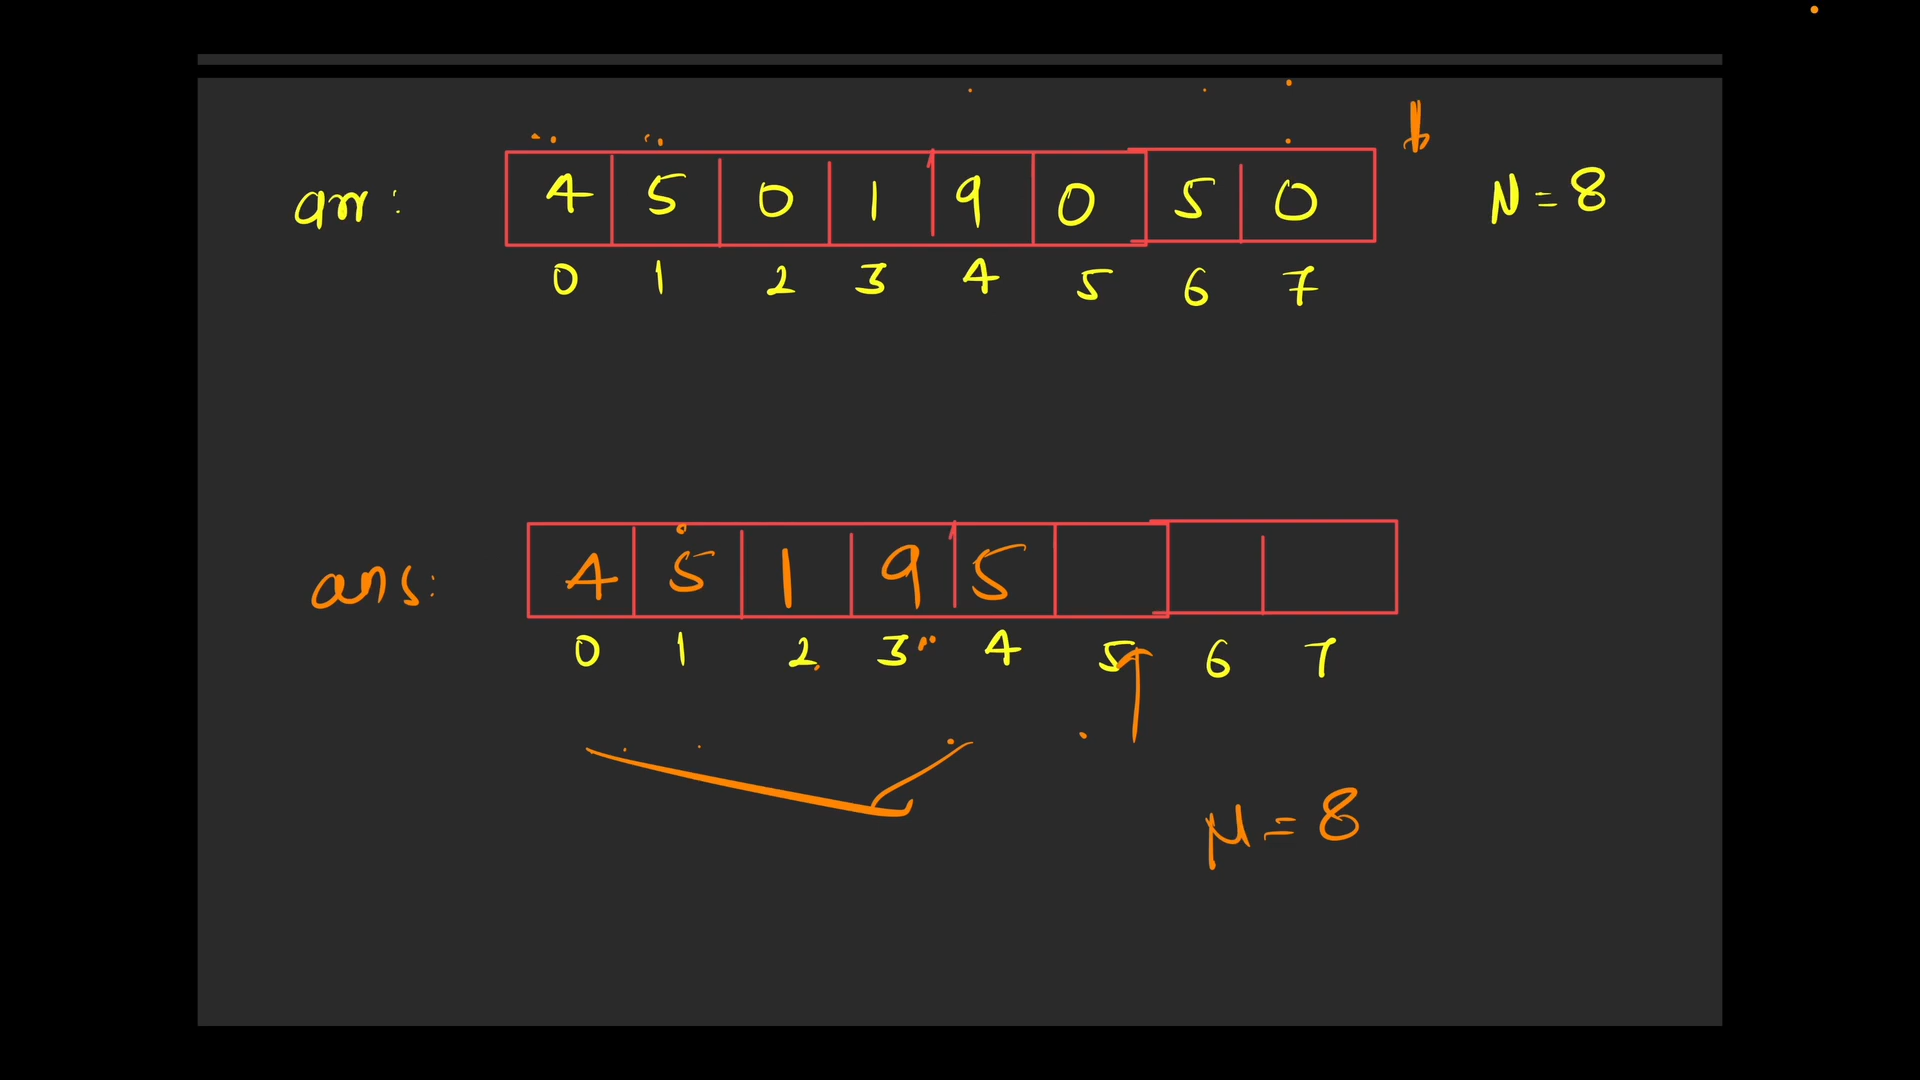 arr: 4 5 0 1 9 0 5 0 N = 8
0 1 2 3 4 5 6 7
ans: 4 5 1 9 5
0 1 2 3 4 5 6 7
N = 8